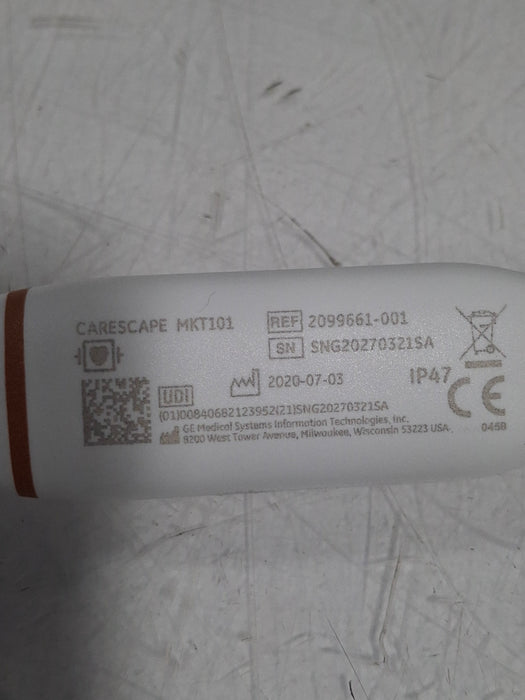 CARESCAPE MKT101
REF 2099661-001
SN SNG20270321SA
2020-07-03
IP47
UDI
(01)00840682123952(21)SNG20270321SA
GE Medical Systems Information Technologies, Inc.
8200 West Tower Avenue, Milwaukee, Wisconsin 53223 USA
CE
0459